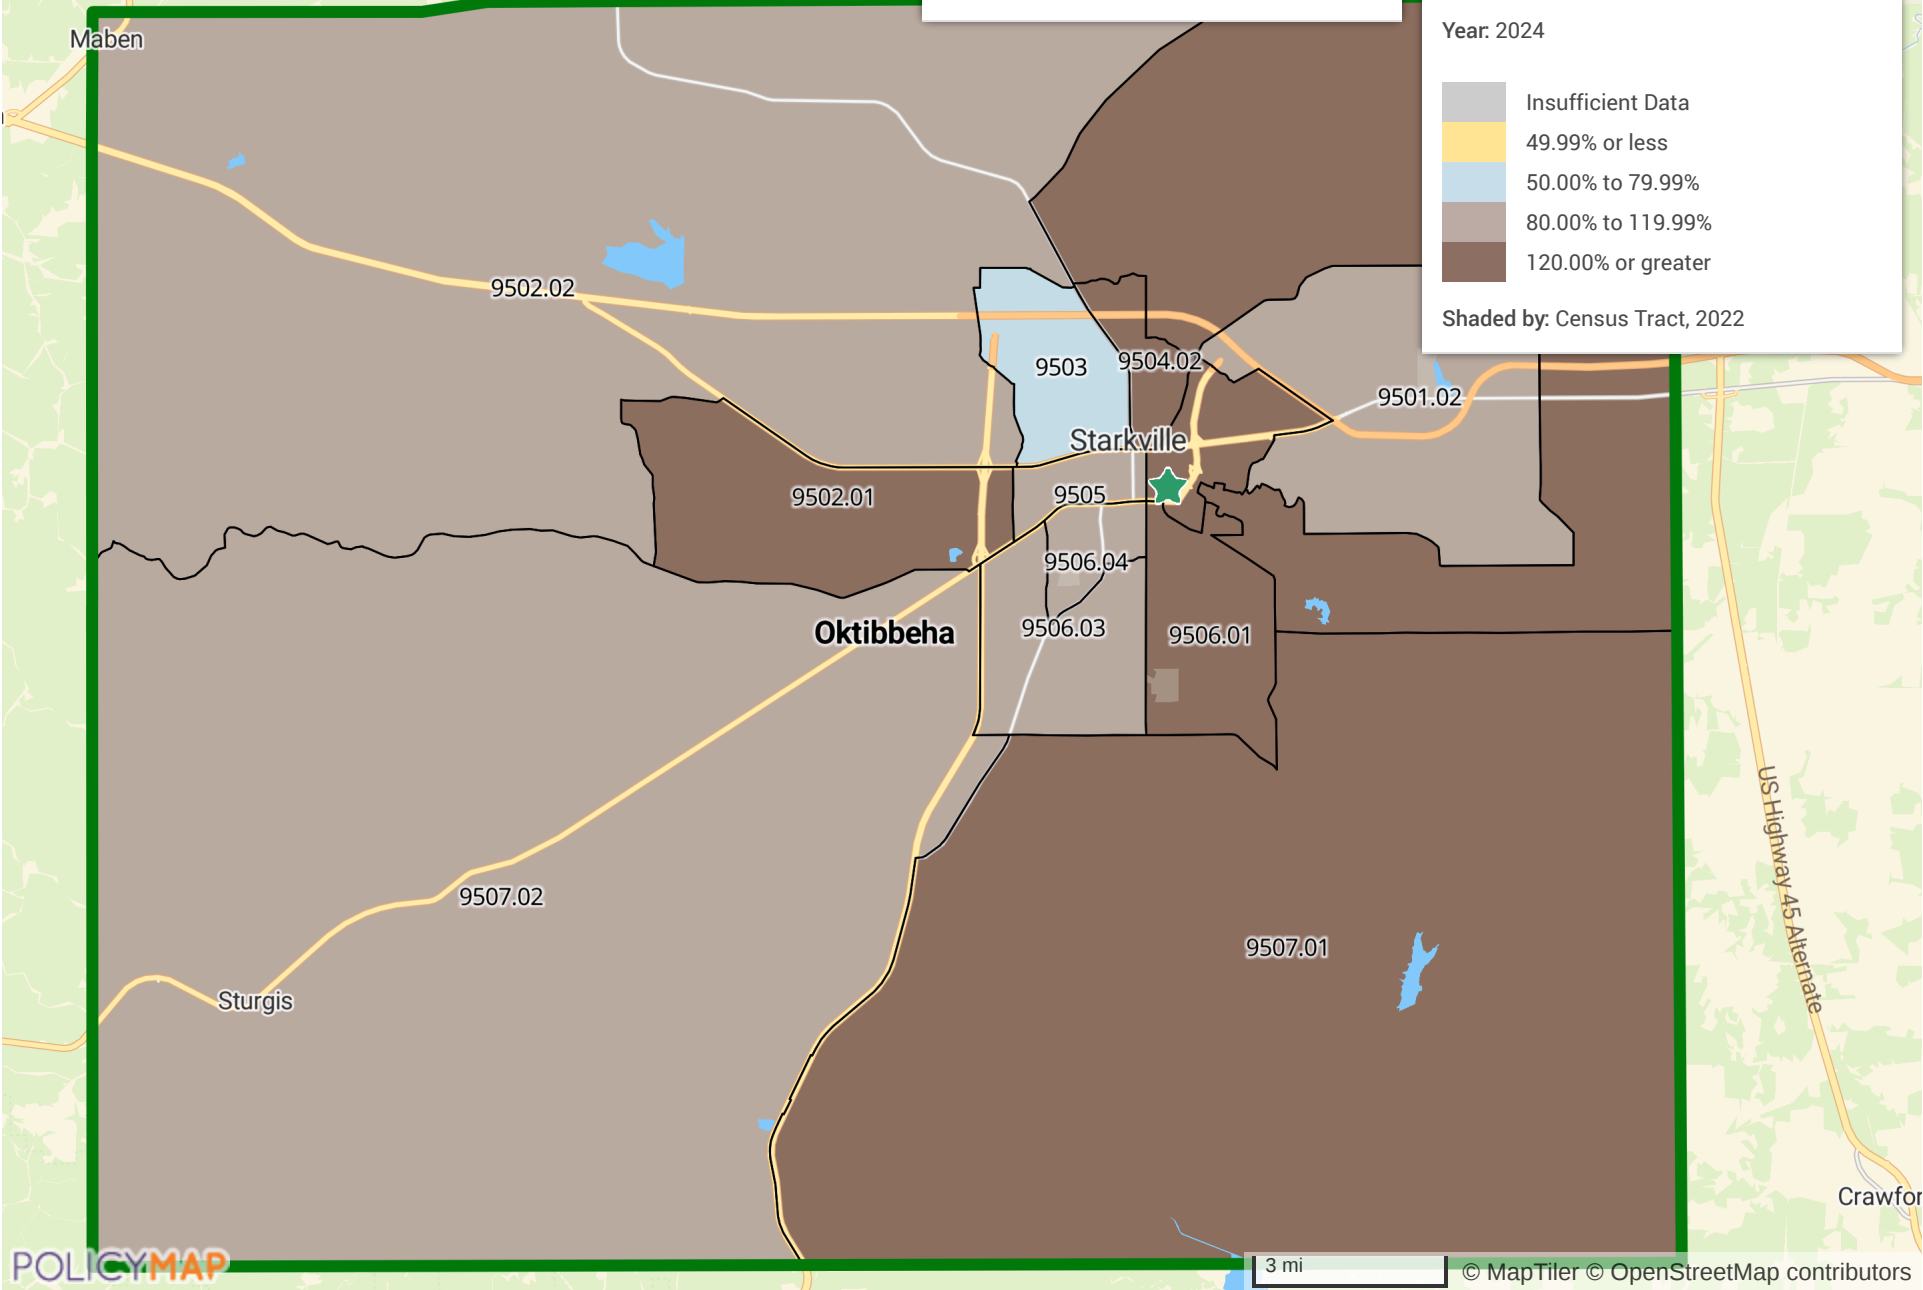 Maben
Year: 2024
Insufficient Data
49.99% or less
50.00% to 79.99%
80.00% to 119.99%
120.00% or greater
Shaded by: Census Tract, 2022
9502.02
9503
9504.02
9501.02
Starkville
9502.01
9505
9506.04
Oktibbeha
9506.03
9506.01
9507.02
9507.01
Sturgis
US Highway 45 Alternate
Crawfor
POLICYMAP
3 mi
© MapTiler © OpenStreetMap contributors